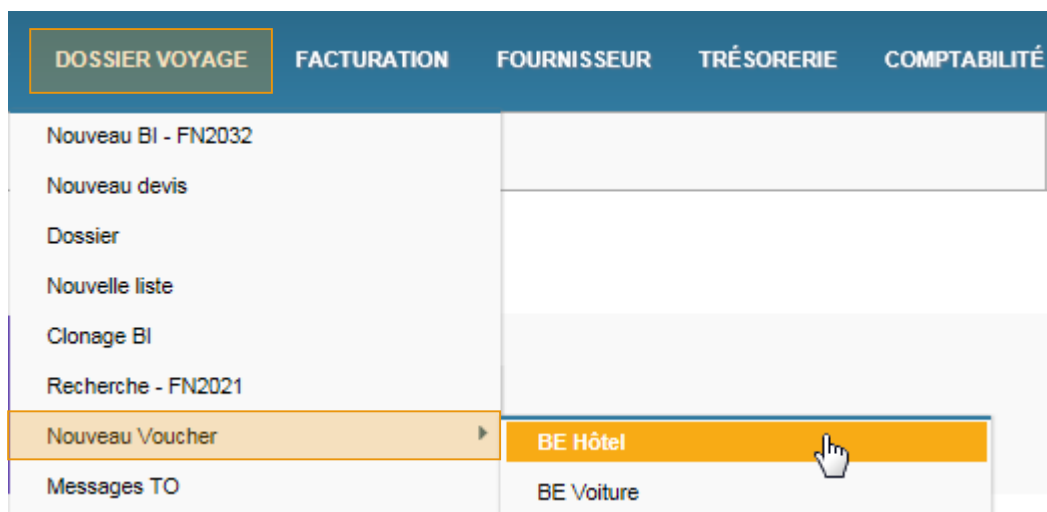 DOSSIER VOYAGE FACTURATION FOURNISSEUR TRÉSORERIE COMPTABILITÉ
Nouveau BI - FN2032
Nouveau devis
Dossier
Nouvelle liste
Clonage BI
Recherche - FN2021
Nouveau Voucher
BE Hôtel
Messages TO
BE Voiture